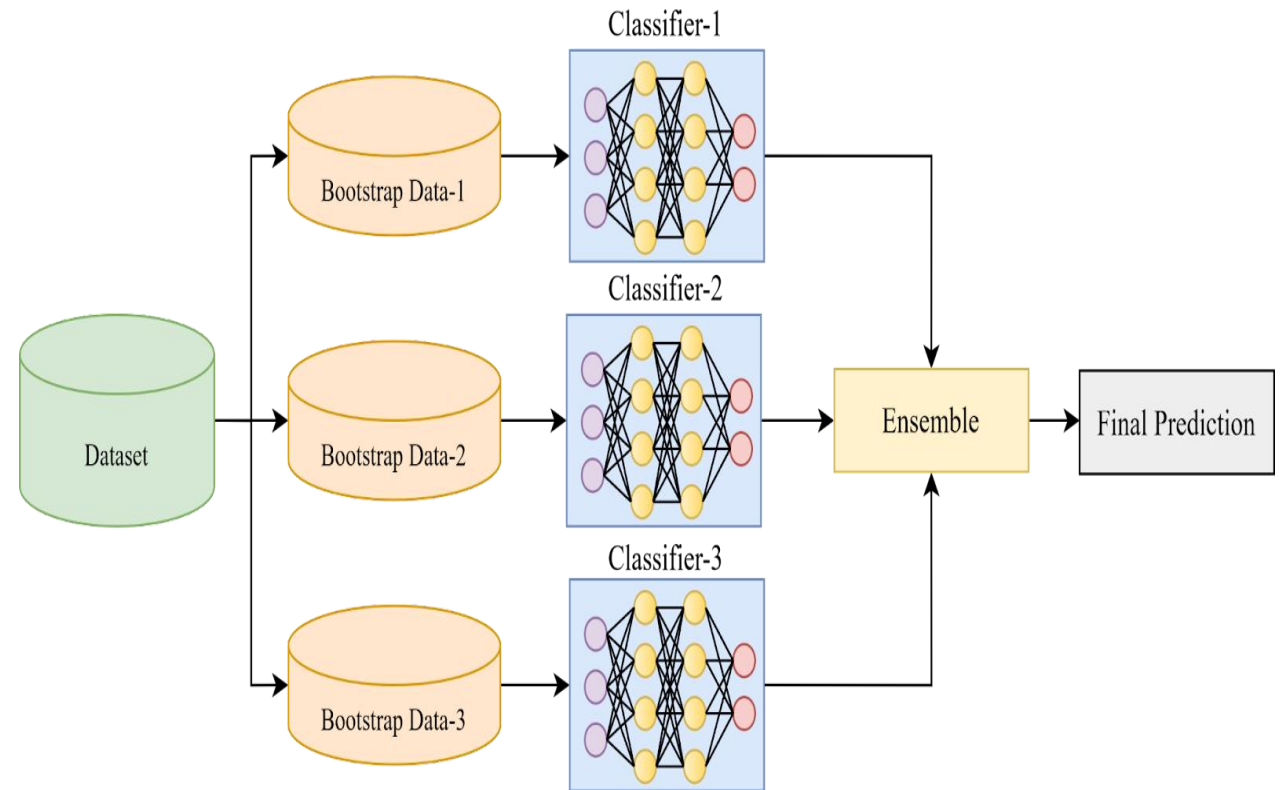 Classifier-1
Bootstrap Data-1
Classifier-2
Dataset
Bootstrap Data-2
Ensemble
Final Prediction
Classifier-3
Bootstrap Data-3